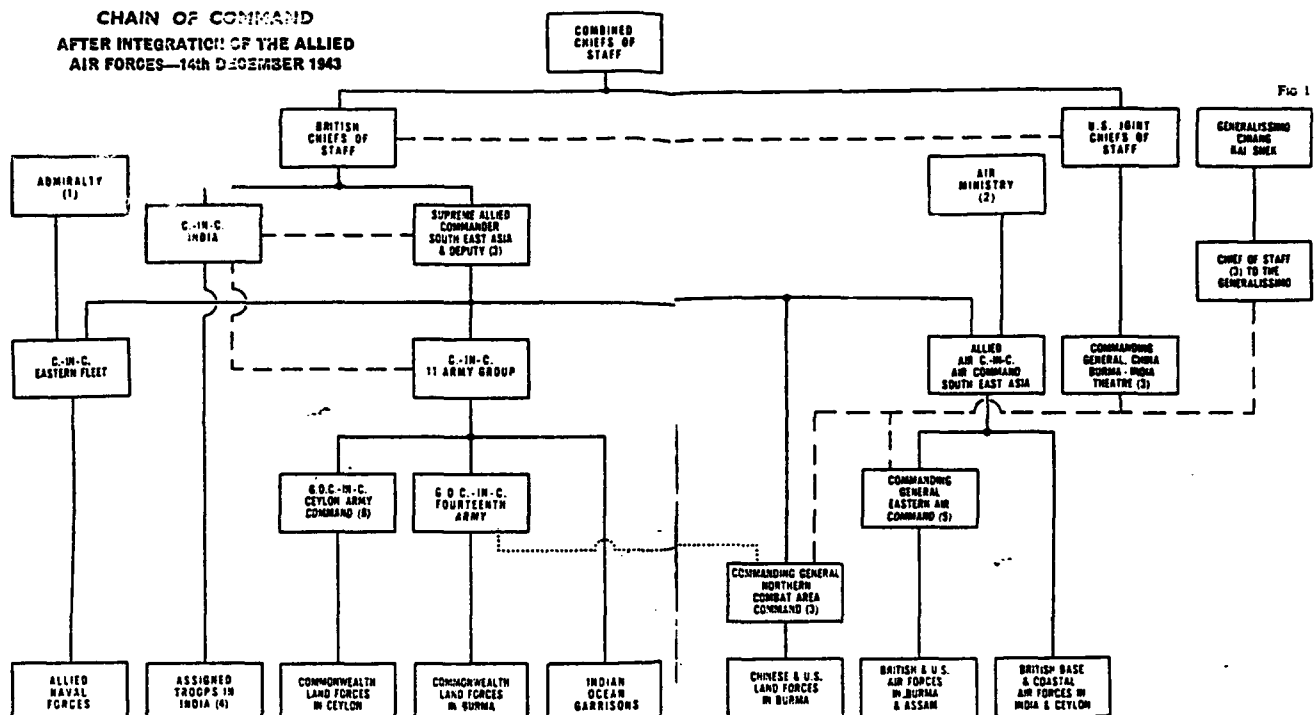 CHAIN OF COMMAND
AFTER INTEGRATION OF THE ALLIED
AIR FORCES—14th DECEMBER 1943
COMBINED
CHIEFS OF
STAFF
FIG 1
BRITISH
CHIEFS OF
STAFF
U.S. JOINT
CHIEFS OF
STAFF
GENERALISSIMO
CHIANG
KAI SHEK
ADMIRALTY
(1)
AIR
MINISTRY
(2)
C.-IN-C.
INDIA
SUPREME ALLIED
COMMANDER
SOUTH EAST ASIA
& DEPUTY (3)
CHIEF OF STAFF
(3) TO THE
GENERALISSIMO
C.-IN-C.
EASTERN FLEET
C.-IN-C.
11 ARMY GROUP
ALLIED
AIR C.-IN-C.
AIR COMMAND
SOUTH EAST ASIA
COMMANDING
GENERAL, CHINA
BURMA-INDIA
THEATRE (3)
G.O.C.-IN-C.
CEYLON ARMY
COMMAND (6)
G.O.C.-IN-C.
FOURTEENTH
ARMY
COMMANDING
GENERAL
EASTERN AIR
COMMAND (5)
COMMANDING GENERAL
NORTHERN
COMBAT AREA
COMMAND (3)
ALLIED
NAVAL
FORCES
ASSIGNED
TROOPS IN
INDIA (4)
COMMONWEALTH
LAND FORCES
IN CEYLON
COMMONWEALTH
LAND FORCES
IN BURMA
INDIAN
OCEAN
GARRISONS
CHINESE & U.S.
LAND FORCES
IN BURMA
BRITISH & U.S.
AIR FORCES
IN BURMA
& ASSAM
BRITISH BASE
& COASTAL
AIR FORCES IN
INDIA & CEYLON